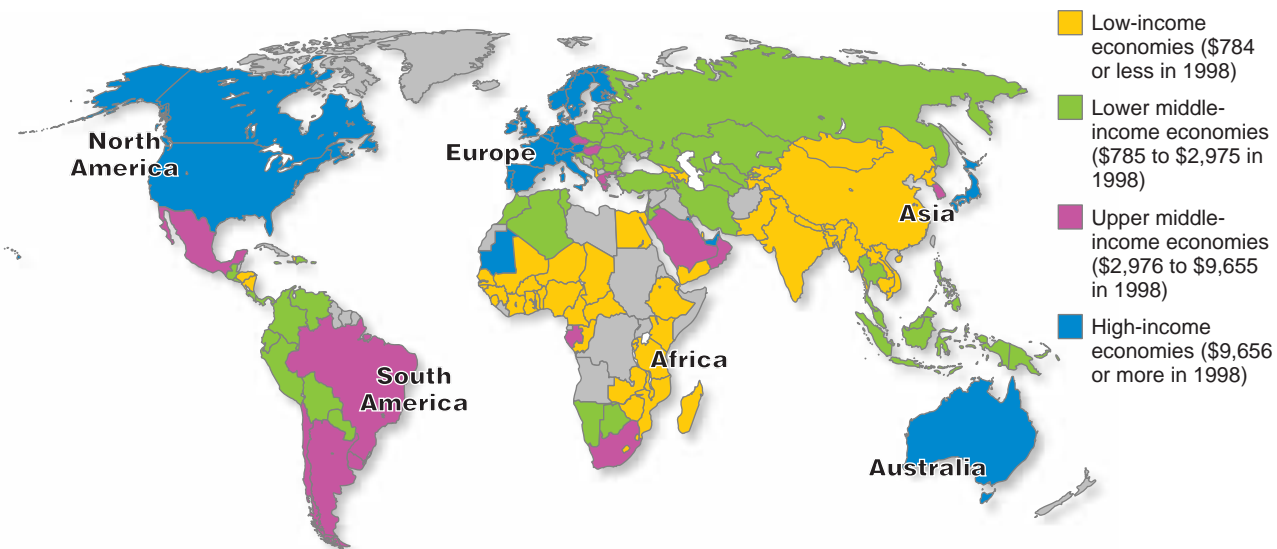 North
America
Europe
Asia
Africa
South
America
Australia
Low-income
economies ($784
or less in 1998)
Lower middle-
income economies
($785 to $2,975 in
1998)
Upper middle-
income economies
($2,976 to $9,655
in 1998)
High-income
economies ($9,656
or more in 1998)